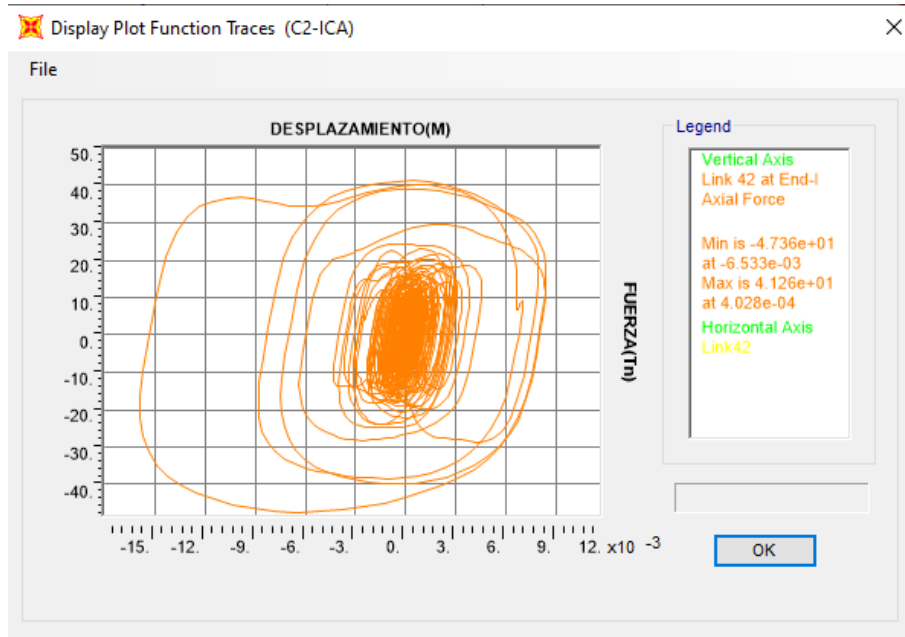 Display Plot Function Traces (C2-ICA)
File
DESPLAZAMIENTO(M)
50.
40.
30.
20.
10.
0.
-10.
-20.
-30.
-40.
-15. -12. -9. -6. -3. 0. 3. 6. 9. 12. x10 -3
FUERZA(Tn)
Legend
Vertical Axis
Link 42 at End-I
Axial Force
Min is -4.736e+01
at -6.533e-03
Max is 4.126e+01
at 4.028e-04
Horizontal Axis
Link42
OK